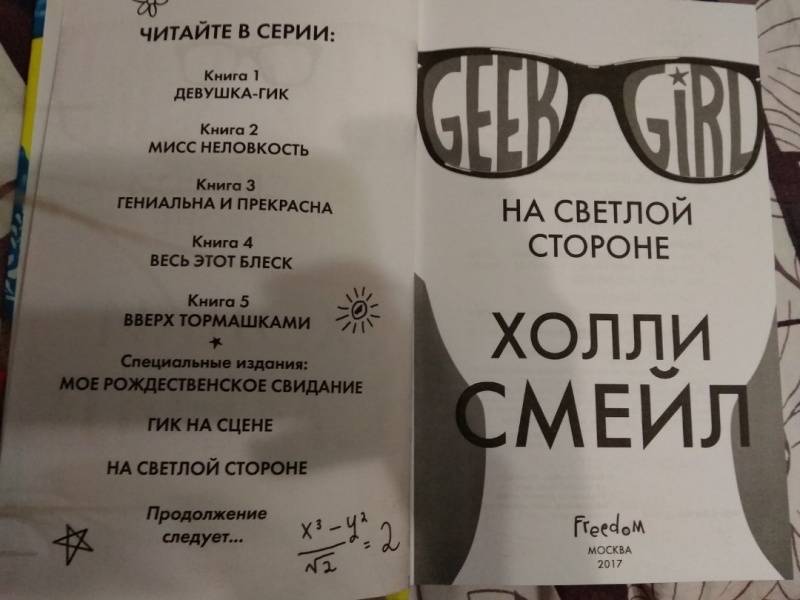 ЧИТАЙТЕ В СЕРИИ:
Книга 1
ДЕВУШКА-ГИК
Книга 2
МИСС НЕЛОВКОСТЬ
Книга 3
ГЕНИАЛЬНА И ПРЕКРАСНА
Книга 4
ВЕСЬ ЭТОТ БЛЕСК
Книга 5
ВВЕРХ ТОРМАШКАМИ
Специальные издания:
МОЕ РОЖДЕСТВЕНСКОЕ СВИДАНИЕ
ГИК НА СЦЕНЕ
НА СВЕТЛОЙ СТОРОНЕ
Продолжение
следует...
x³ – y²
√2 = 2
GEEK GiRL
НА СВЕТЛОЙ
СТОРОНЕ
ХОЛЛИ
СМЕЙЛ
Freedom
МОСКВА
2017